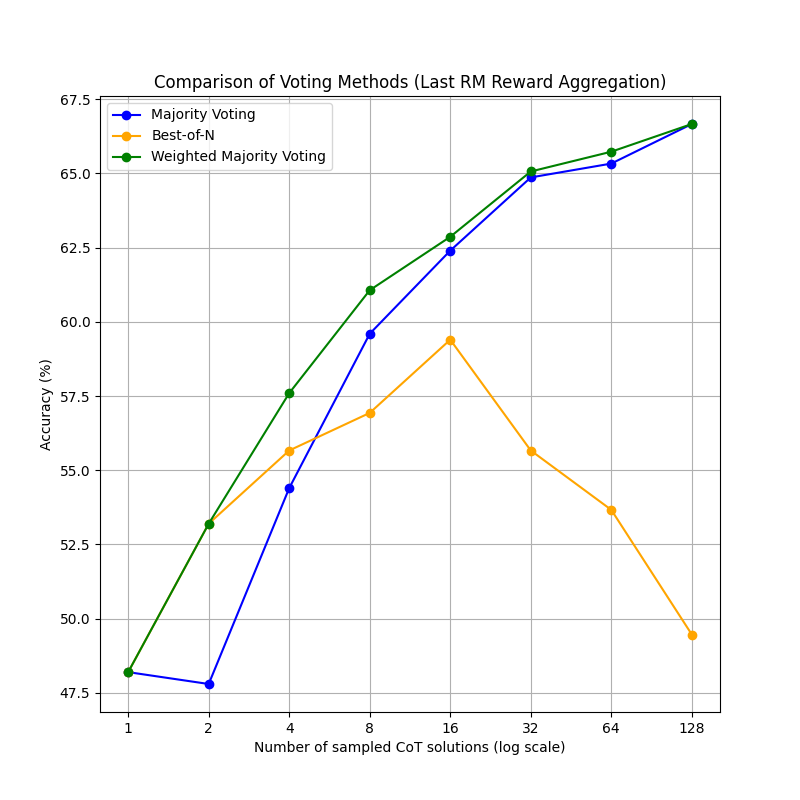 Comparison of Voting Methods (Last RM Reward Aggregation)
Majority Voting
Best-of-N
Weighted Majority Voting
67.5
65.0
62.5
60.0
57.5
55.0
52.5
50.0
47.5
Accuracy (%)
1 2 4 8 16 32 64 128
Number of sampled CoT solutions (log scale)